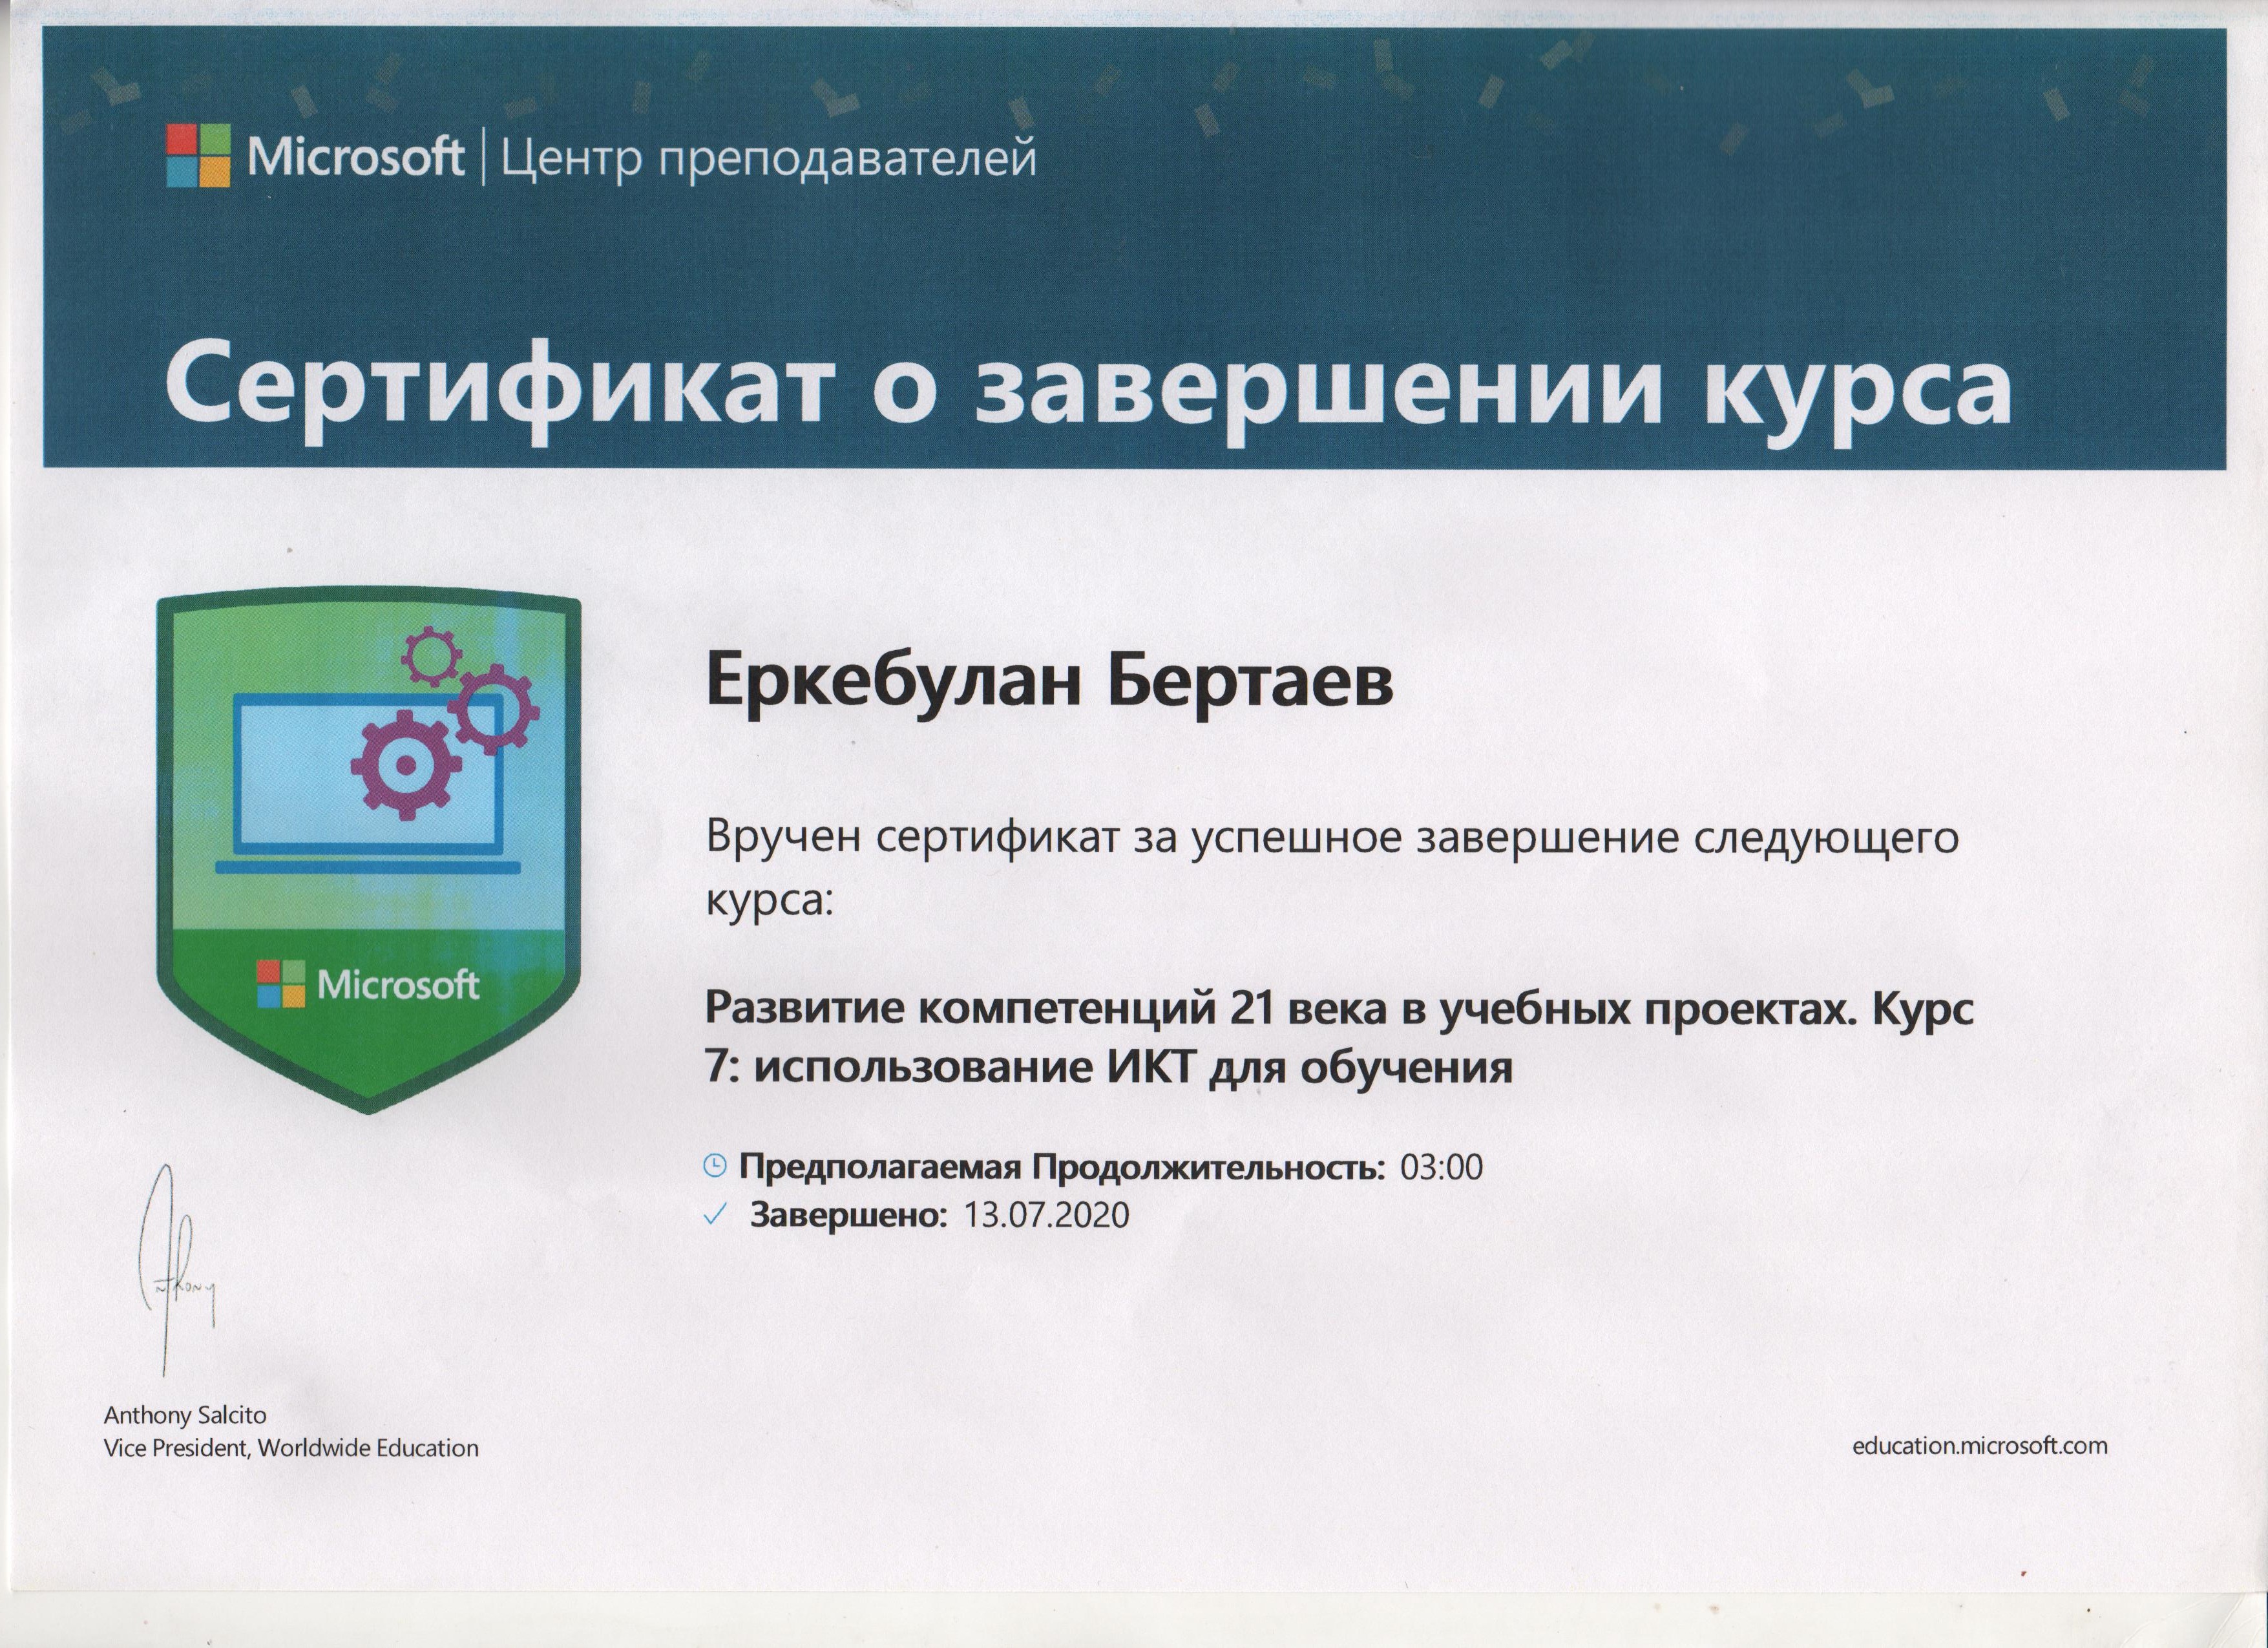 Microsoft | Центр преподавателей
Сертификат о завершении курса
Еркебулан Бертаев
Вручен сертификат за успешное завершение следующего
курса:
Развитие компетенций 21 века в учебных проектах. Курс
7: использование ИКТ для обучения
Предполагаемая Продолжительность: 03:00
Завершено: 13.07.2020
Microsoft
Anthony
Anthony Salcito
Vice President, Worldwide Education
education.microsoft.com